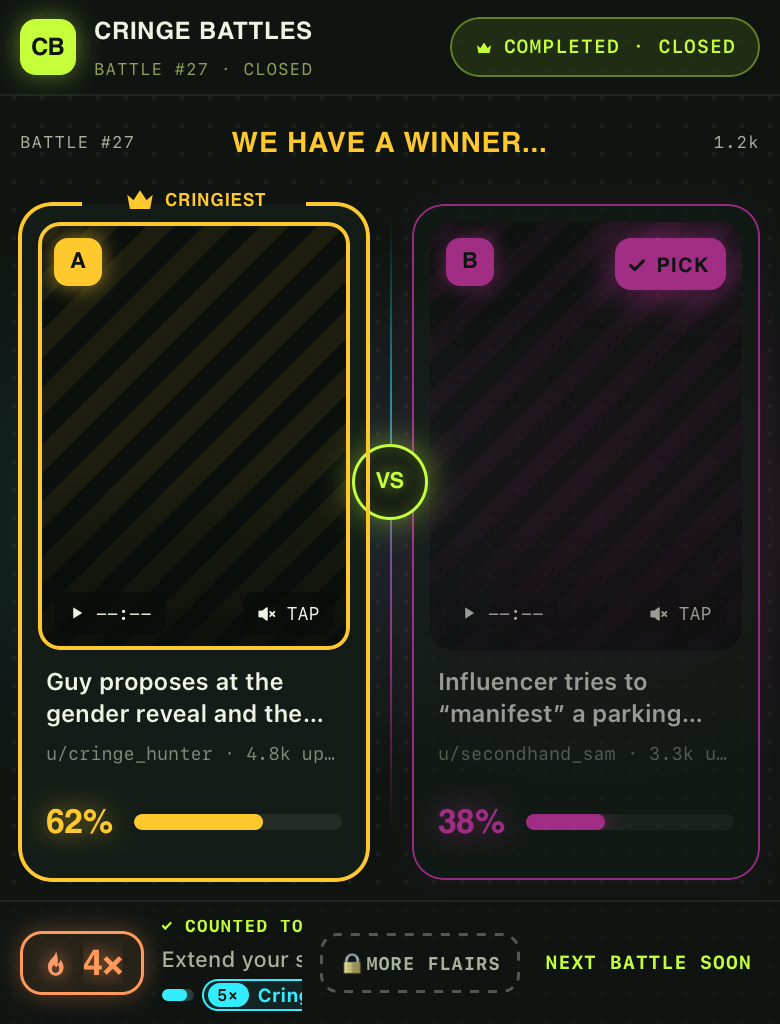 CB
CRINGE BATTLES
BATTLE #27 · CLOSED
COMPLETED · CLOSED
BATTLE #27
WE HAVE A WINNER...
1.2k
CRINGIEST
A
––:––
TAP
Guy proposes at the
gender reveal and the...
u/cringe_hunter · 4.8k up…
62%
VS
B
PICK
––:––
TAP
Influencer tries to
“manifest” a parking...
u/secondhand_sam · 3.3k u…
38%
4×
COUNTED TO
Extend your s
5× Cring
MORE FLAIRS
NEXT BATTLE SOON